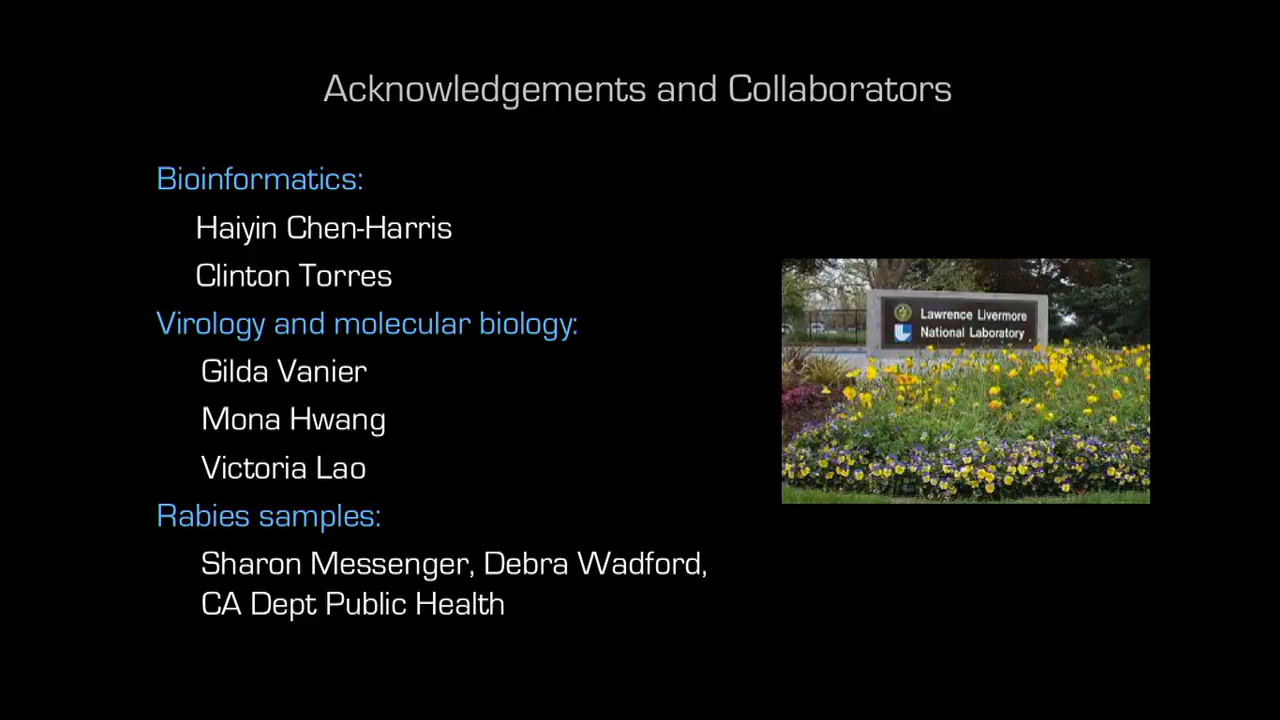 Acknowledgements and Collaborators
Bioinformatics:
Haiyin Chen-Harris
Clinton Torres
Virology and molecular biology:
Gilda Vanier
Mona Hwang
Victoria Lao
Rabies samples:
Sharon Messenger, Debra Wadford,
CA Dept Public Health
Lawrence Livermore
National Laboratory